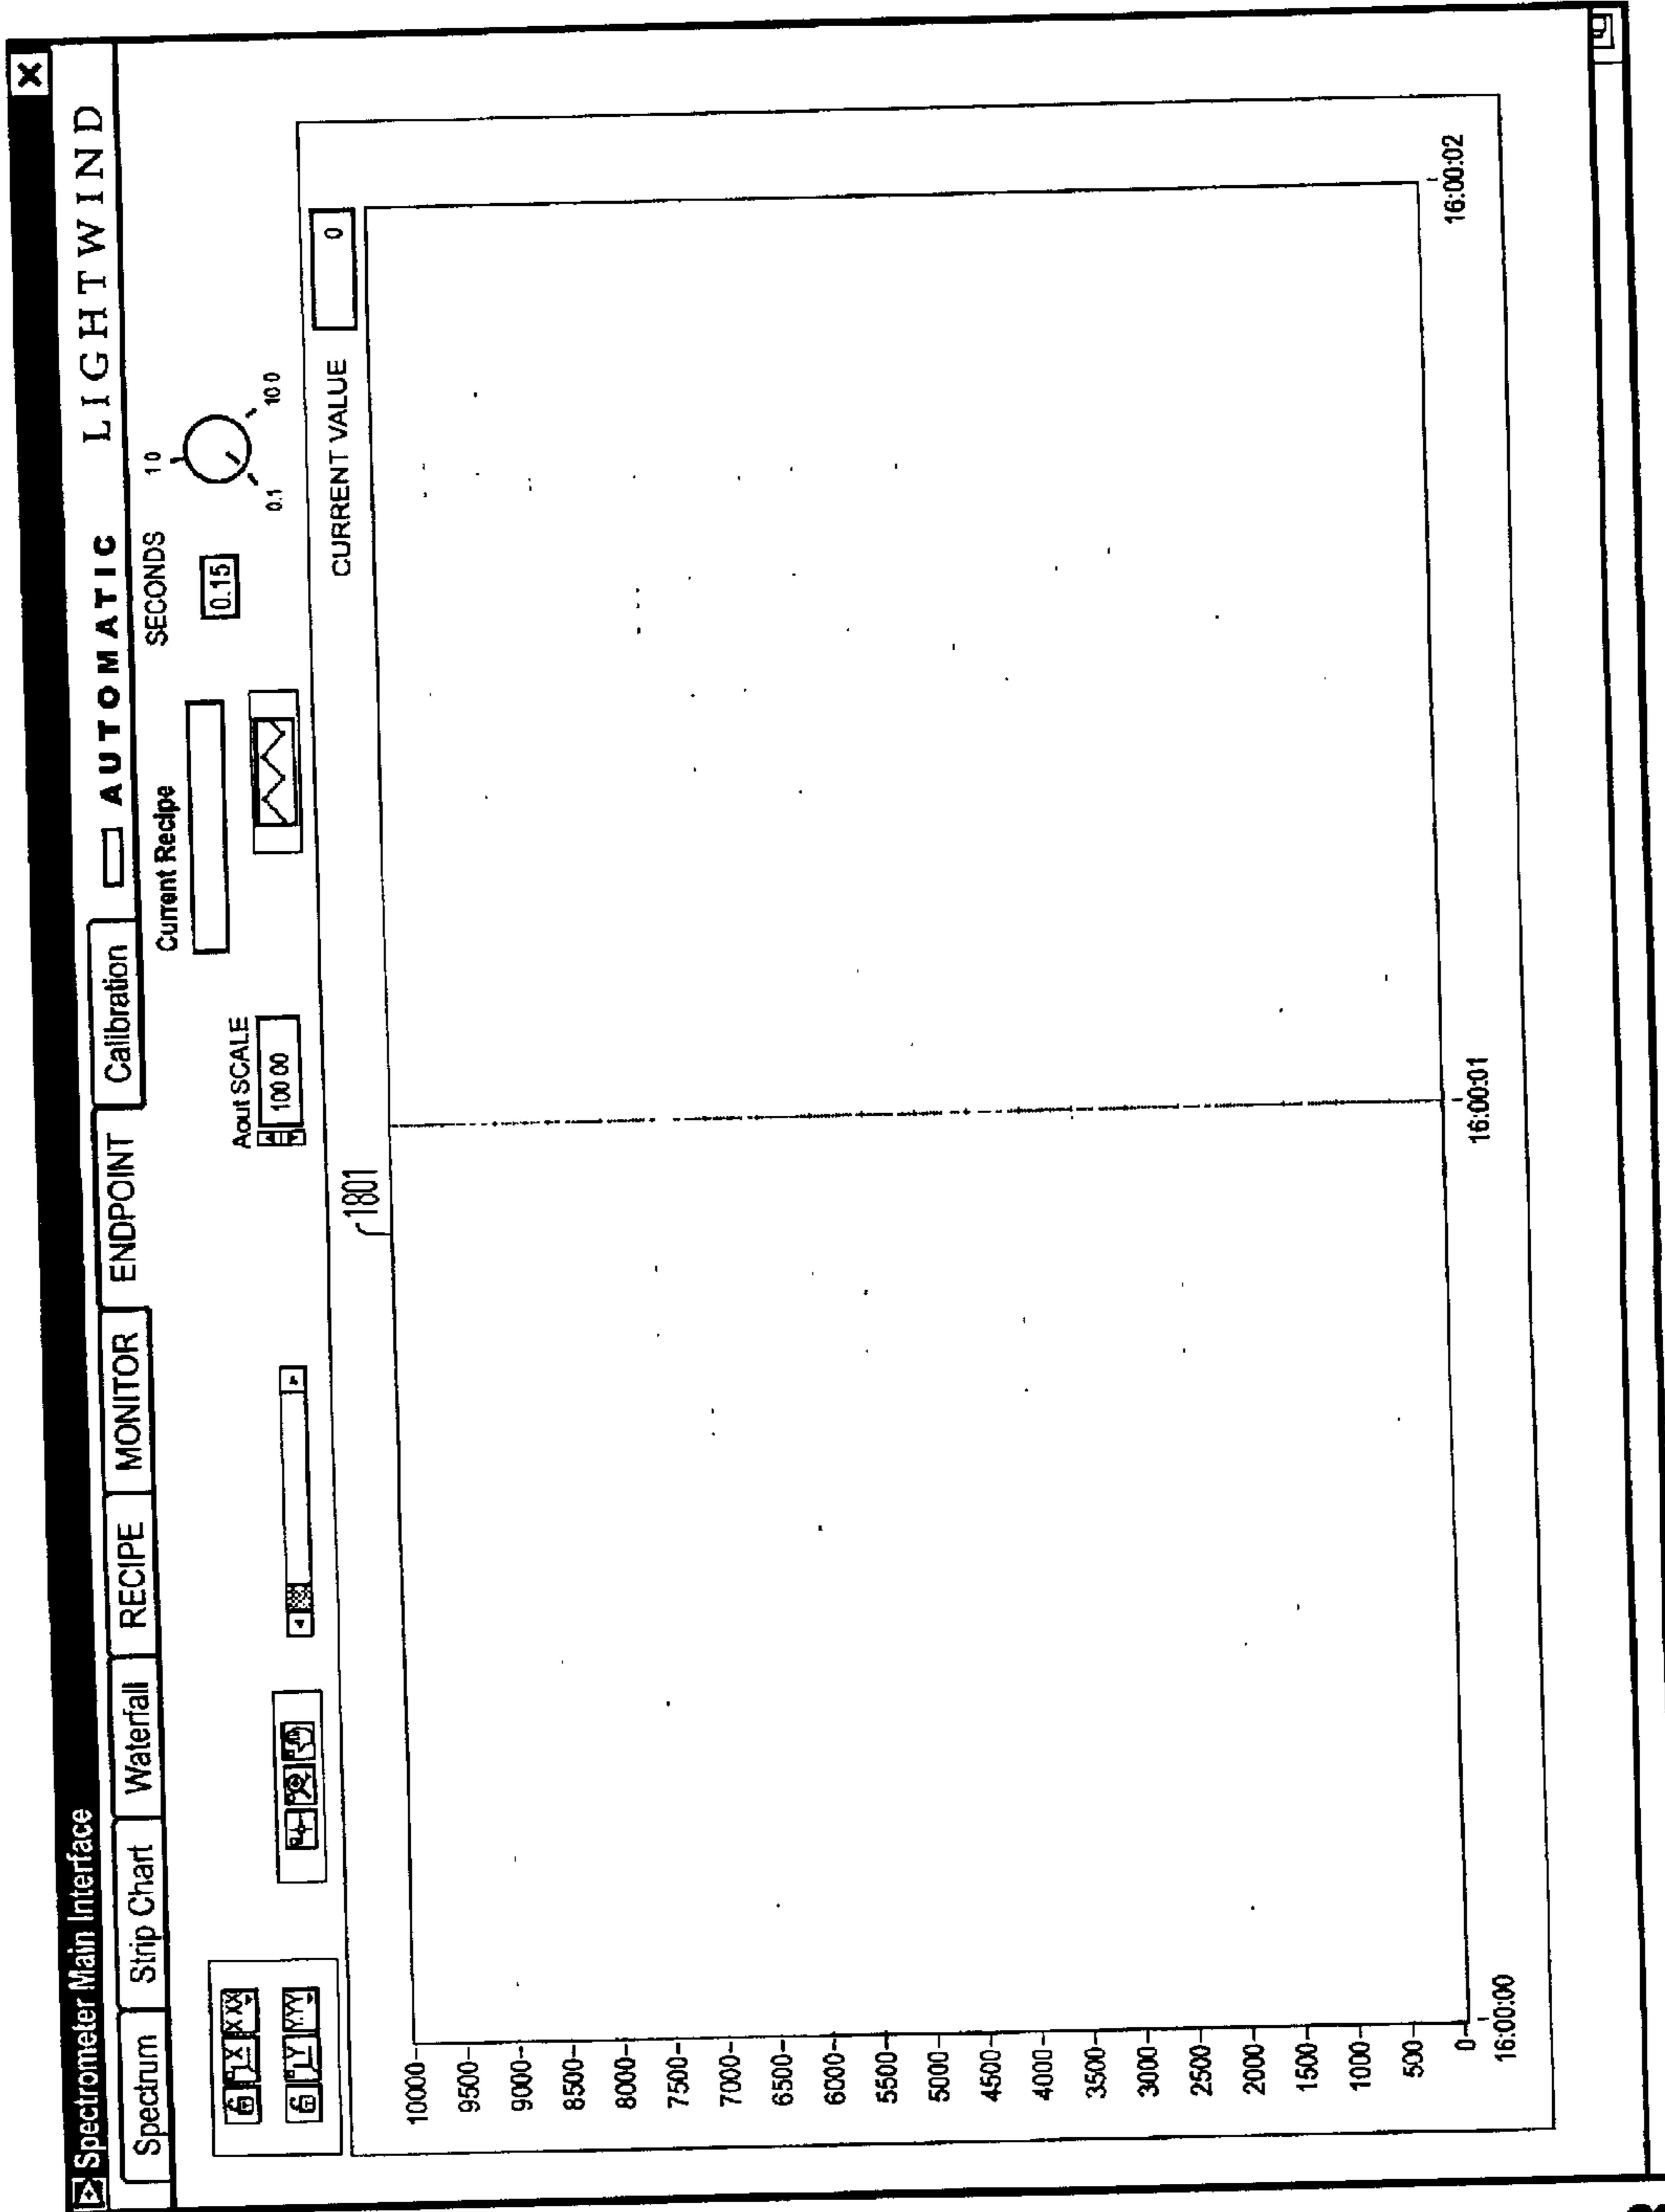 Spectrometer Main Interface
X
Spectrum
Strip Chart
Waterfall
RECIPE
MONITOR
ENDPOINT
Calibration
AUTOMATIC
LIGHTWIND
Current Recipe
SECONDS
0.15
0.1
10
10 0
X
X.XX
Y
Y.YY
Aout SCALE
100 00
CURRENT VALUE
0
1801
10000
9500
9000
8500
8000
7500
7000
6500
6000
5500
5000
4500
4000
3500
3000
2500
2000
1500
1000
500
0
16:00:00
16:00:01
16:00:02